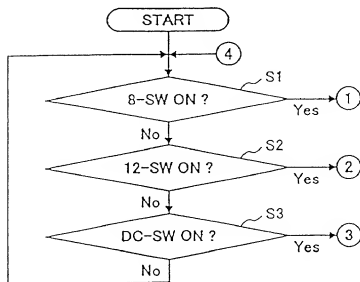 START
4
S1
8-SW ON ?
1
Yes
No
S2
12-SW ON ?
2
Yes
No
S3
DC-SW ON ?
3
Yes
No